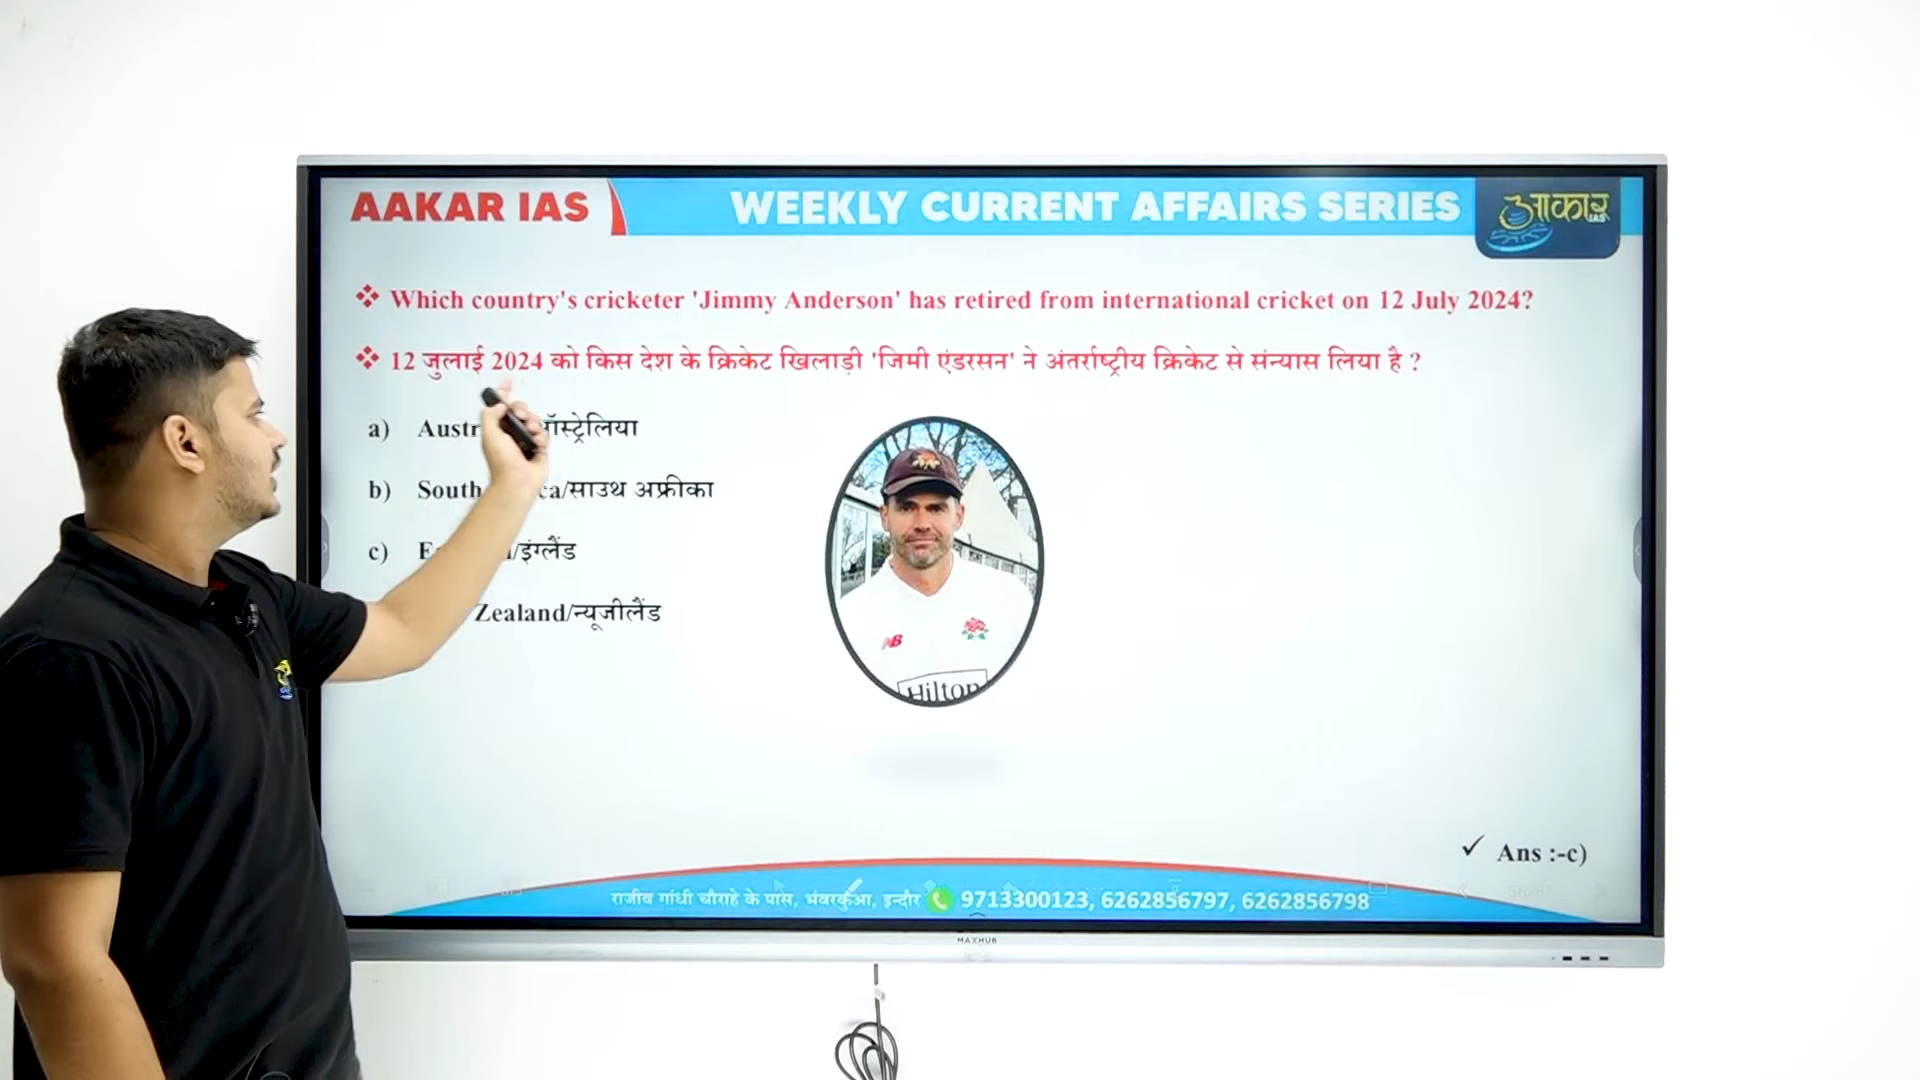 AAKAR IAS
WEEKLY CURRENT AFFAIRS SERIES
आकार
IAS
❖ Which country's cricketer 'Jimmy Anderson' has retired from international cricket on 12 July 2024?
❖ 12 जुलाई 2024 को किस देश के क्रिकेट खिलाड़ी 'जिमी एंडरसन' ने अंतर्राष्ट्रीय क्रिकेट से संन्यास लिया है ?
a) Austr
b) South साउथ अफ्रीका
c) /इंग्लैंड
Zealand/न्यूजीलैंड
NB
Hilton
✓ Ans :-c)
राजीव गांधी चौराहे के पास, भंवरकुँआ, इन्दौर 9713300123, 6262856797, 6262856798
MAXHUB